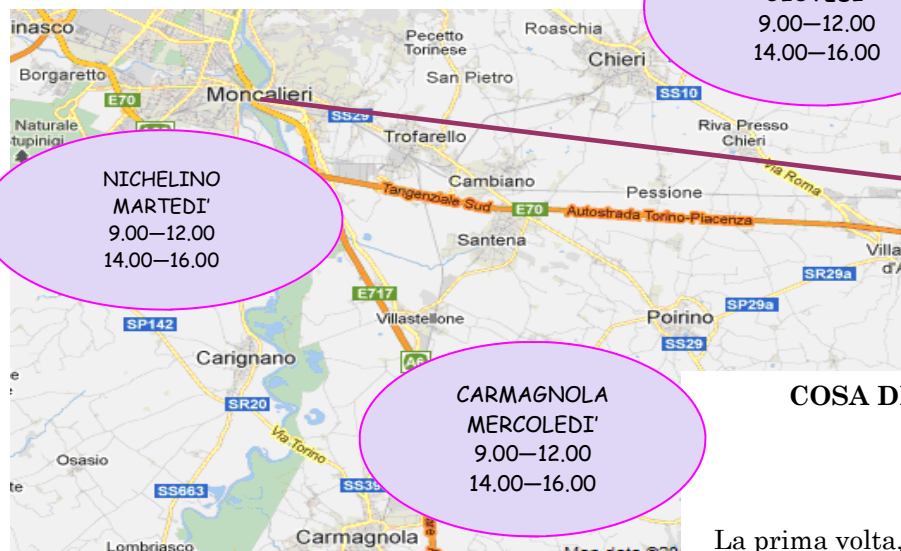 9.00—12.00
14.00—16.00
inasco
Pecetto
Torinese
Roaschia
Chieri
Borgaretto
San Pietro
E70
Moncalieri
SS10
SS29
Naturale
tupinigi
Trofarello
Riva Presso
Chieri
Via Roma
NICHELINO
MARTEDI'
9.00—12.00
14.00—16.00
Cambiano
Pessione
Tangenziale Sud
E70
Autostrada Torino-Piacenza
Santena
Villa
d'A
SR29a
E717
SP29a
SP142
Villastellone
Poirino
SS29
Carignano
A6
CARMAGNOLA
MERCOLEDI'
9.00—12.00
14.00—16.00
COSA DI
SR20
Via Torino
Osasio
te
SS663
SS39
Carmagnola
Lombriasco
La prima volta,